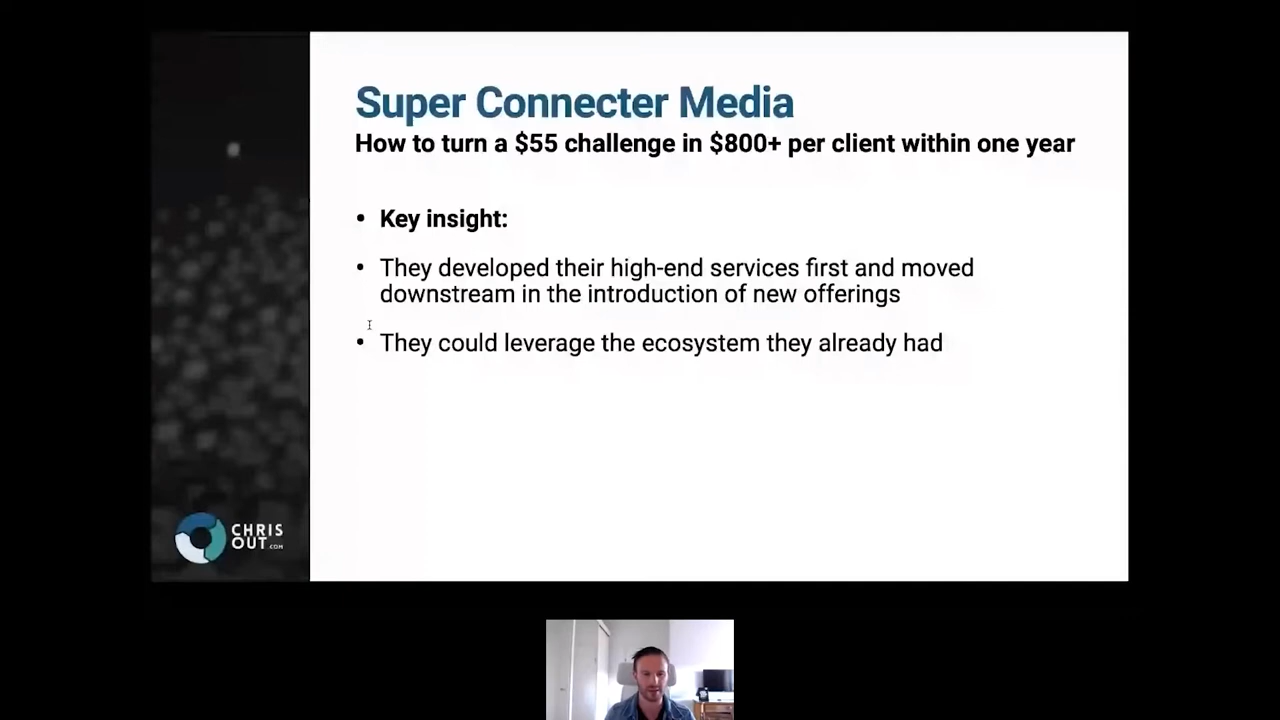 Super Connecter Media
How to turn a $55 challenge in $800+ per client within one year
• Key insight:
• They developed their high-end services first and moved
downstream in the introduction of new offerings
• They could leverage the ecosystem they already had
CHRIS
OUT.COM